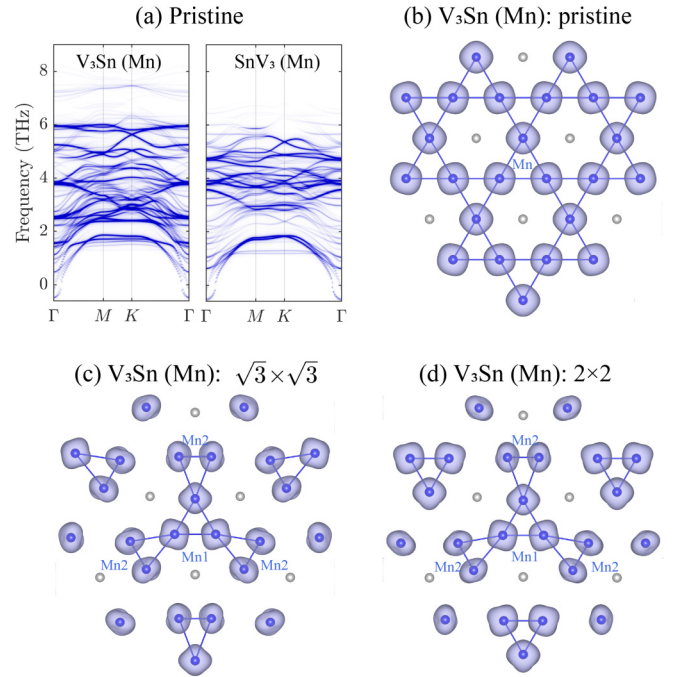 (a) Pristine
(b) V₃Sn (Mn): pristine
V₃Sn (Mn)
SnV₃ (Mn)
Frequency (THz)
8
6
4
2
0
Γ M K Γ
Γ M K Γ
Mn
(c) V₃Sn (Mn): √3×√3
(d) V₃Sn (Mn): 2×2
Mn2
Mn2
Mn2 Mn1 Mn2
Mn2 Mn1 Mn2